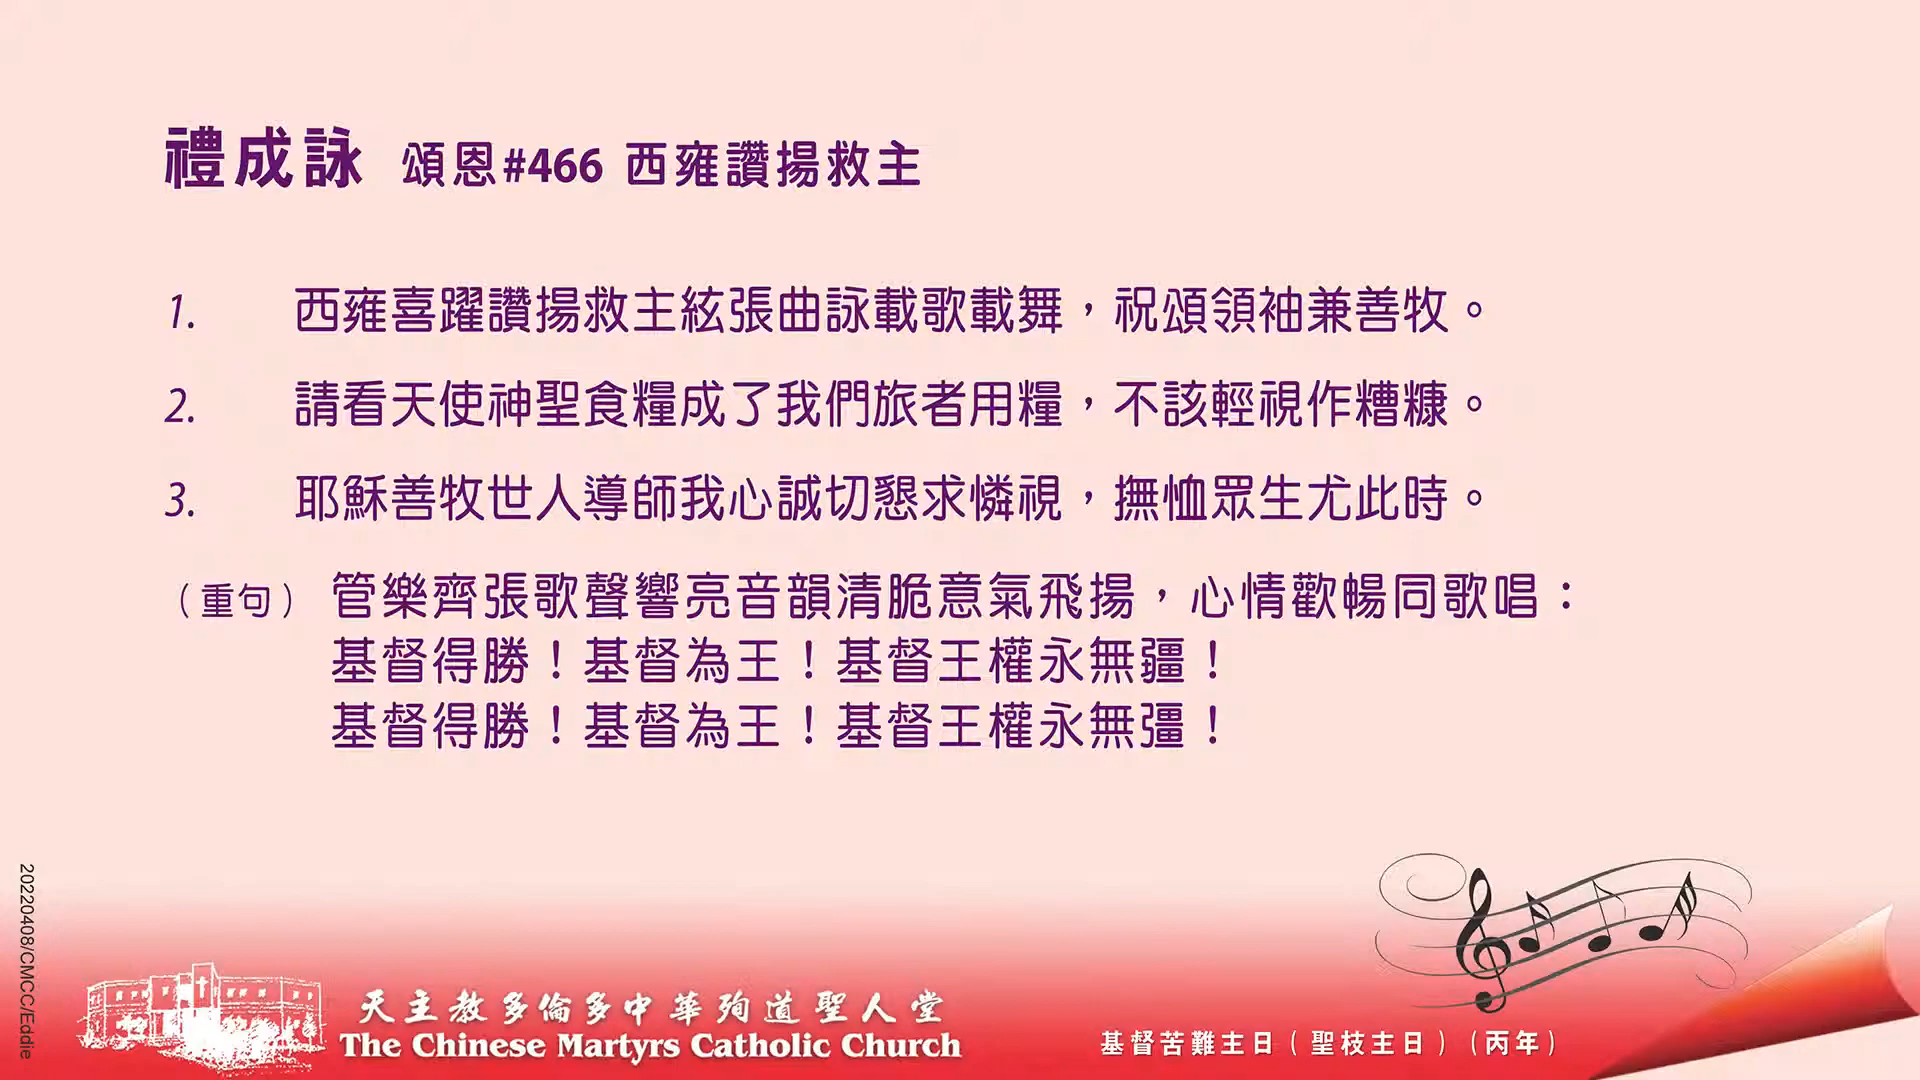 禮成詠 頌恩#466 西雍讚揚救主
1. 西雍喜躍讚揚救主絃張曲詠載歌載舞，祝頌領袖兼善牧。
2. 請看天使神聖食糧成了我們旅者用糧，不該輕視作糟糠。
3. 耶穌善牧世人導師我心誠切懇求憐視，撫恤眾生尤此時。
（重句） 管樂齊張歌聲響亮音韻清脆意氣飛揚，心情歡暢同歌唱：
基督得勝！基督為王！基督王權永無疆！
基督得勝！基督為王！基督王權永無彊！
20220408/CMCC/Eddie
天主教多倫多中華殉道聖人堂
The Chinese Martyrs Catholic Church
基督苦難主日（聖枝主日）（丙年）